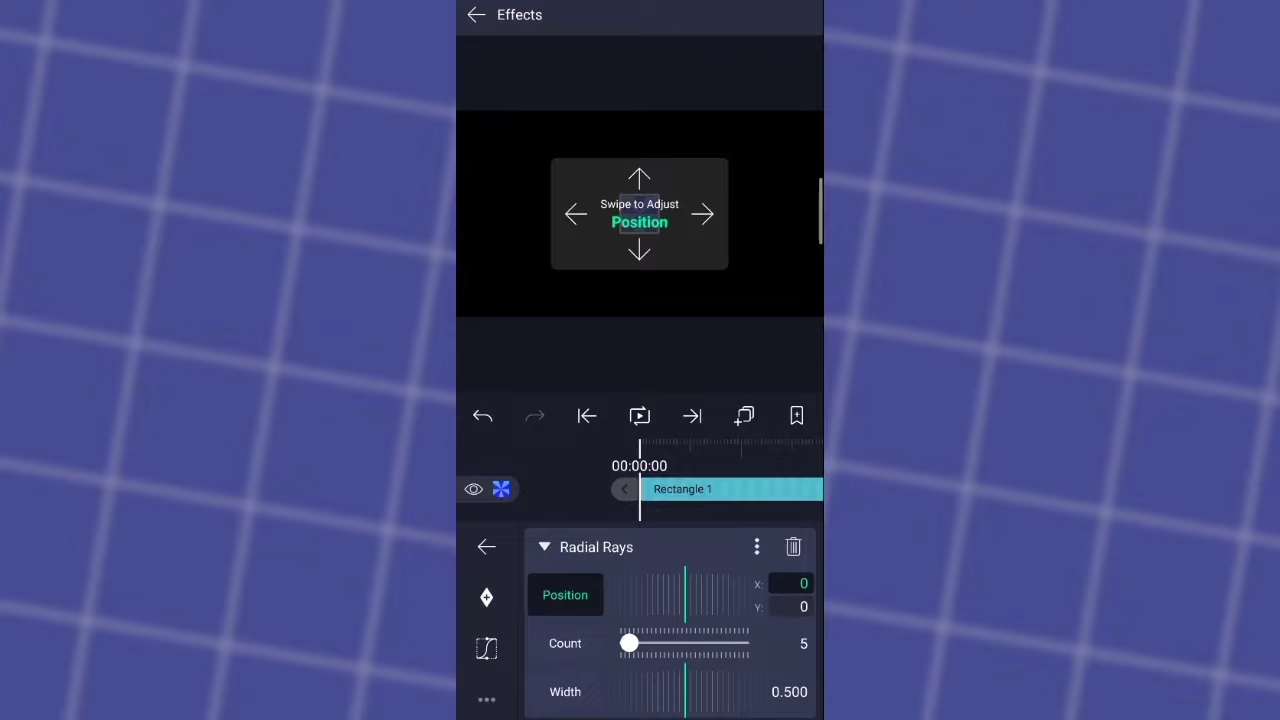 Effects
Swipe to Adjust
Position
00:00:00
Rectangle 1
Radial Rays
Position
X: 0
Y: 0
Count 5
Width 0.500